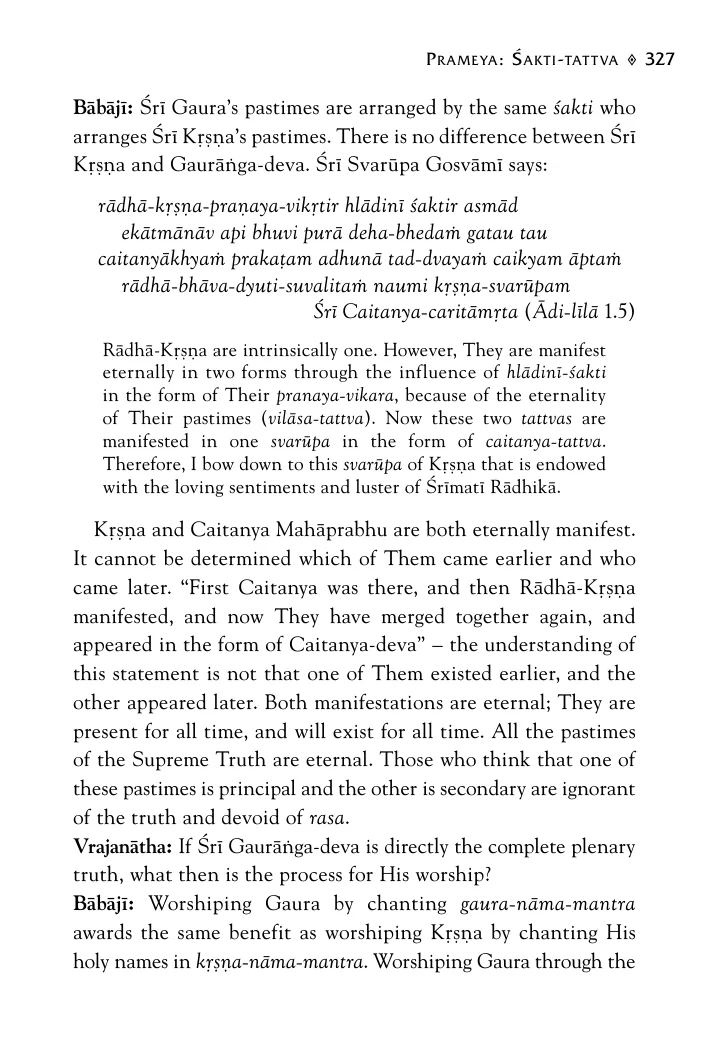 PRAMEYA: ŚAKTI-TATTVA ◊ 327
Bābājī: Śrī Gaura’s pastimes are arranged by the same śakti who
arranges Śrī Kṛṣṇa’s pastimes. There is no difference between Śrī
Kṛṣṇa and Gaurāṅga-deva. Śrī Svarūpa Gosvāmī says:
rādhā-kṛṣṇa-praṇaya-vikṛtir hlādinī śaktir asmād
ekātmānāv api bhuvi purā deha-bhedaṁ gatau tau
caitanyākhyaṁ prakaṭam adhunā tad-dvayaṁ caikyam āptaṁ
rādhā-bhāva-dyuti-suvalitaṁ naumi kṛṣṇa-svarūpam
Śrī Caitanya-caritāmṛta (Ādi-līlā 1.5)
Rādhā-Kṛṣṇa are intrinsically one. However, They are manifest
eternally in two forms through the influence of hlādinī-śakti
in the form of Their pranaya-vikara, because of the eternality
of Their pastimes (vilāsa-tattva). Now these two tattvas are
manifested in one svarūpa in the form of caitanya-tattva.
Therefore, I bow down to this svarūpa of Kṛṣṇa that is endowed
with the loving sentiments and luster of Śrīmatī Rādhikā.
Kṛṣṇa and Caitanya Mahāprabhu are both eternally manifest.
It cannot be determined which of Them came earlier and who
came later. “First Caitanya was there, and then Rādhā-Kṛṣṇa
manifested, and now They have merged together again, and
appeared in the form of Caitanya-deva” – the understanding of
this statement is not that one of Them existed earlier, and the
other appeared later. Both manifestations are eternal; They are
present for all time, and will exist for all time. All the pastimes
of the Supreme Truth are eternal. Those who think that one of
these pastimes is principal and the other is secondary are ignorant
of the truth and devoid of rasa.
Vrajanātha: If Śrī Gaurāṅga-deva is directly the complete plenary
truth, what then is the process for His worship?
Bābājī: Worshiping Gaura by chanting gaura-nāma-mantra
awards the same benefit as worshiping Kṛṣṇa by chanting His
holy names in kṛṣṇa-nāma-mantra. Worshiping Gaura through the